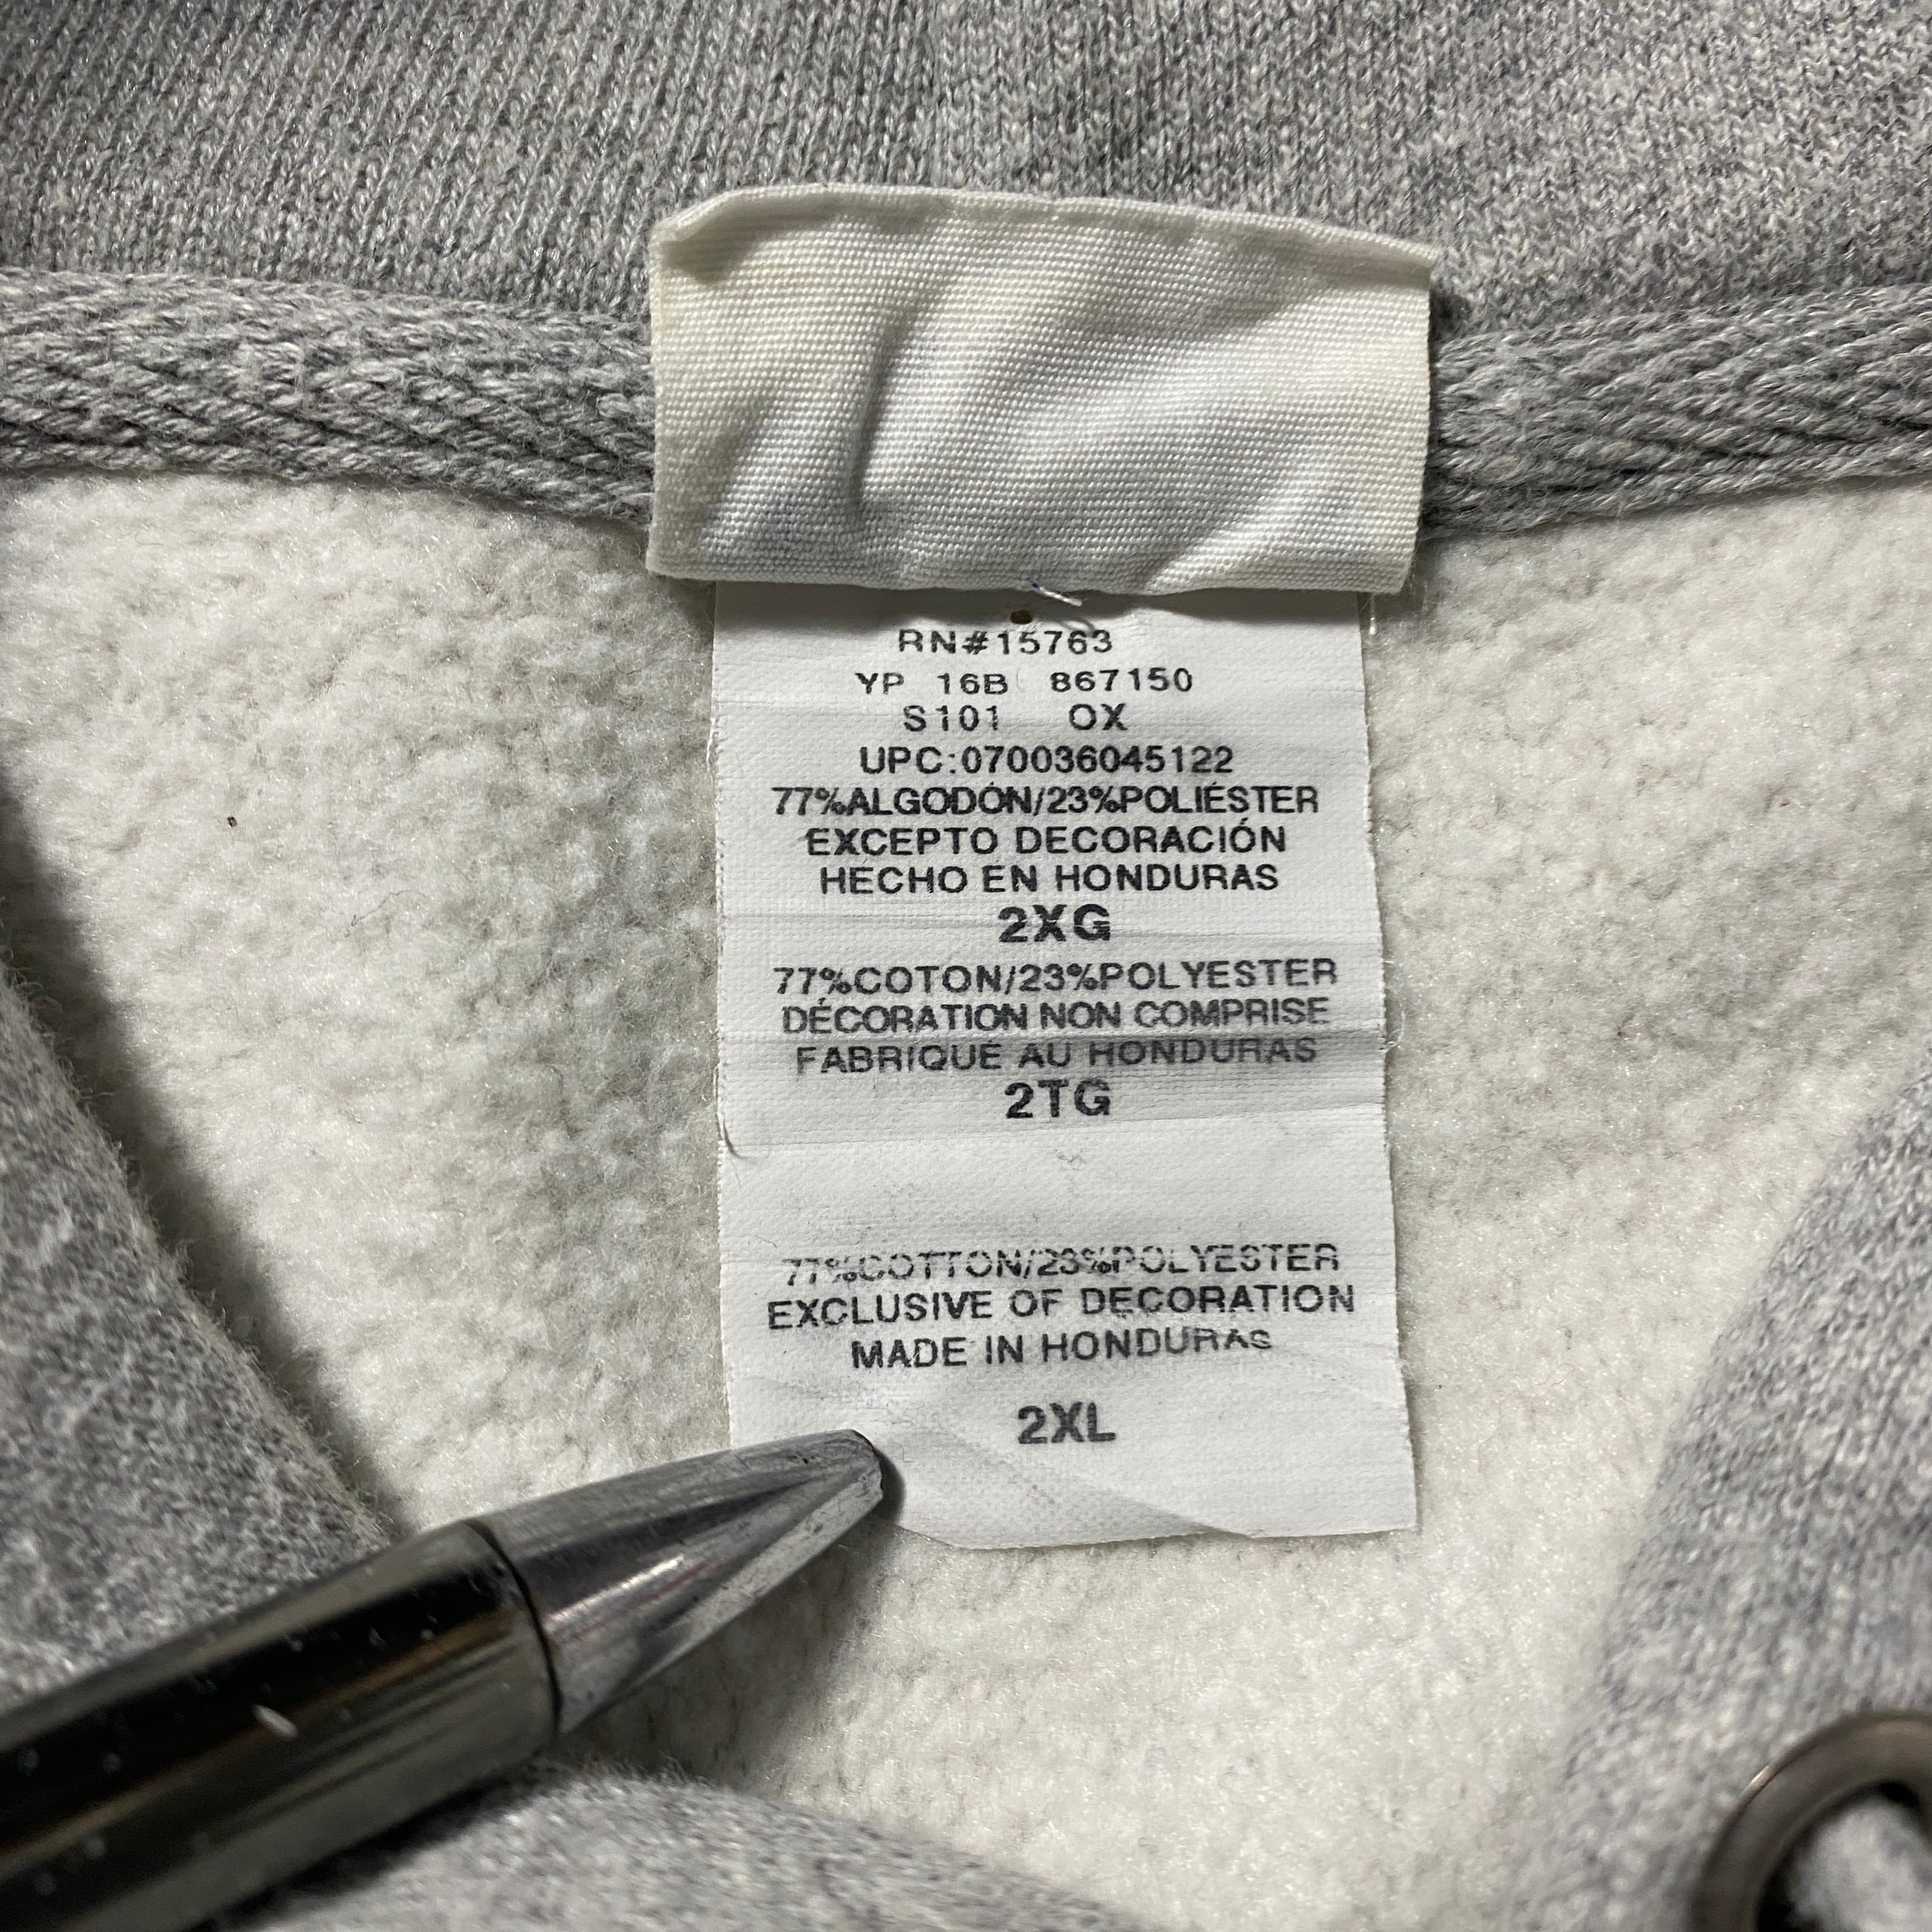 RN#15763
YP 16B 867150
S101 OX
UPC:070036045122
77%ALGODÓN/23%POLIÉSTER
EXCEPTO DECORACIÓN
HECHO EN HONDURAS
2XG
77%COTON/23%POLYESTER
DÉCORATION NON COMPRISE
FABRIQUÉ AU HONDURAS
2TG
77%COTTON/23%POLYESTER
EXCLUSIVE OF DECORATION
MADE IN HONDURAS
2XL